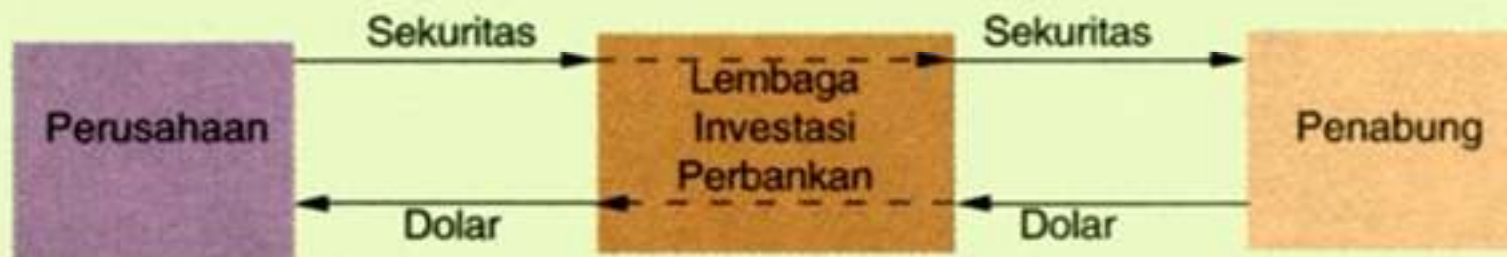 Sekuritas
Sekuritas
Perusahaan
Lembaga
Investasi
Perbankan
Penabung
Dolar
Dolar